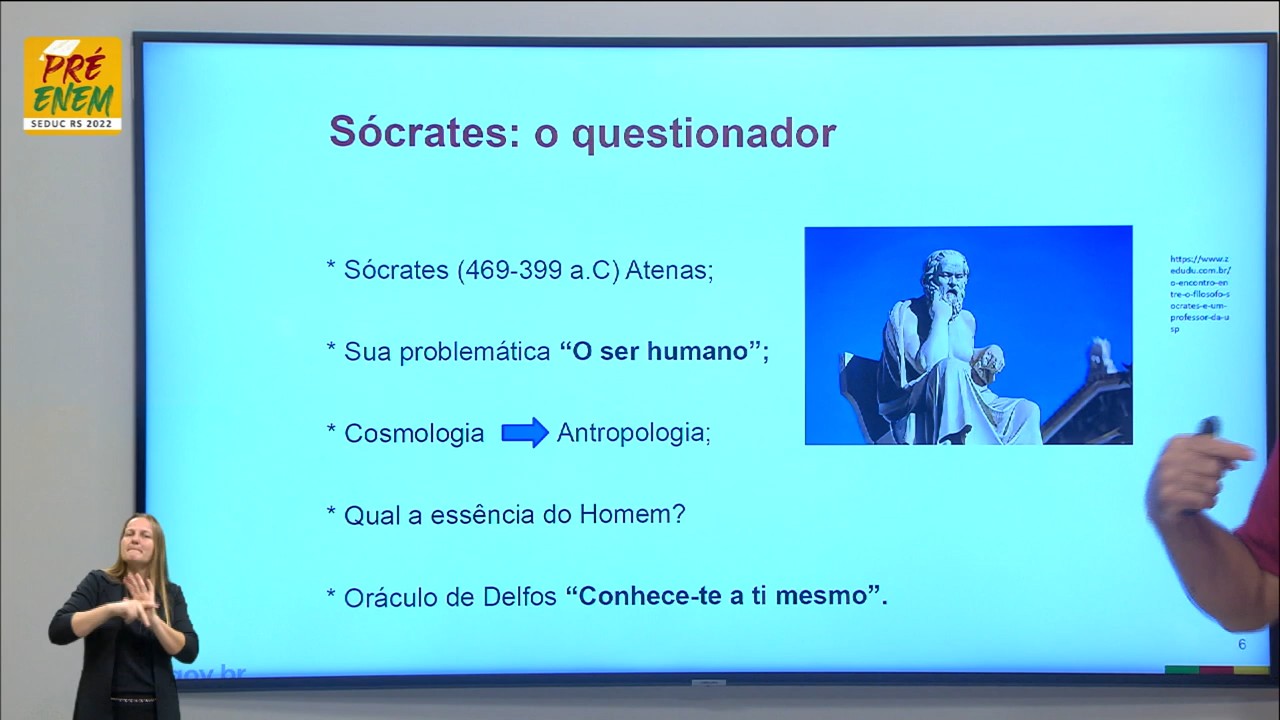 PRÉ
ENEM
SEDUC RS 2022
Sócrates: o questionador
* Sócrates (469-399 a.C) Atenas;
* Sua problemática “O ser humano”;
* Cosmologia Antropologia;
* Qual a essência do Homem?
* Oráculo de Delfos “Conhece-te a ti mesmo”.
https://www.z
edudu.com.br/
o-encontro-en
tre-o-filosofo-s
ocrates-e-um-
professor-da-u
sp
6
gov.br